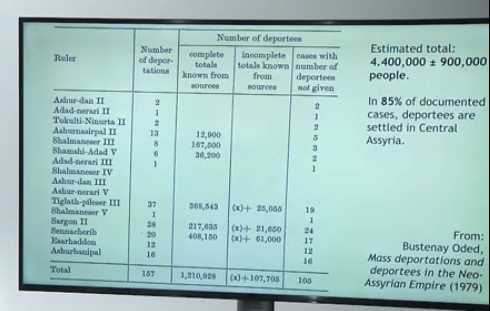 Number of deportees
Ruler Number of depor- tations complete totals known from sources incomplete totals known from sources cases with number of deportees not given
Ashur-dan II 2 2
Adad-nerari II 1 1
Tukulti-Ninurta II 2 2
Ashurnasirpal II 13 12,900 5
Shalmaneser III 8 167,500 3
Shamshi-Adad V 6 36,200 2
Adad-nerari III 1 1
Shalmaneser IV
Ashur-dan III
Ashur-nerari V
Tiglath-pileser III 37 368,543 (x)+ 25,055 19
Shalmaneser V 1 1
Sargon II 38 217,635 (x)+ 21,650 24
Sennacherib 20 408,150 (x)+ 61,000 17
Esarhaddon 12 12
Ashurbanipal 16 16
Total 157 1,210,928 (x)+107,705 105
Estimated total:
4.400,000 ± 900,000
people.
In 85% of documented
cases, deportees are
settled in Central
Assyria.
From:
Bustenay Oded,
Mass deportations and
deportees in the Neo-
Assyrian Empire (1979)